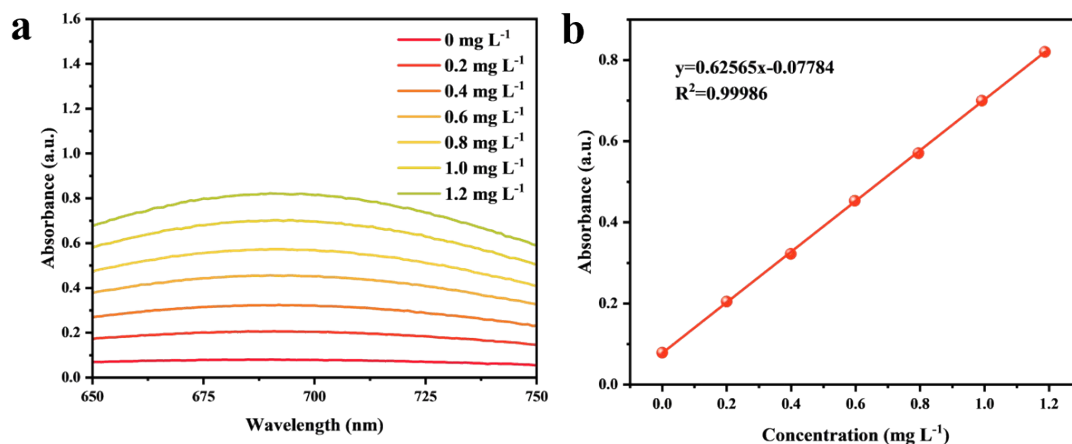 a
1.6
1.4
1.2
1.0
0.8
0.6
0.4
0.2
0.0
Absorbance (a.u.)
650
675
700
725
750
Wavelength (nm)
0 mg L⁻¹
0.2 mg L⁻¹
0.4 mg L⁻¹
0.6 mg L⁻¹
0.8 mg L⁻¹
1.0 mg L⁻¹
1.2 mg L⁻¹
b
y=0.62565x-0.07784
R²=0.99986
0.8
0.6
0.4
0.2
0.0
Absorbance (a.u.)
0.0
0.2
0.4
0.6
0.8
1.0
1.2
Concentration (mg L⁻¹)